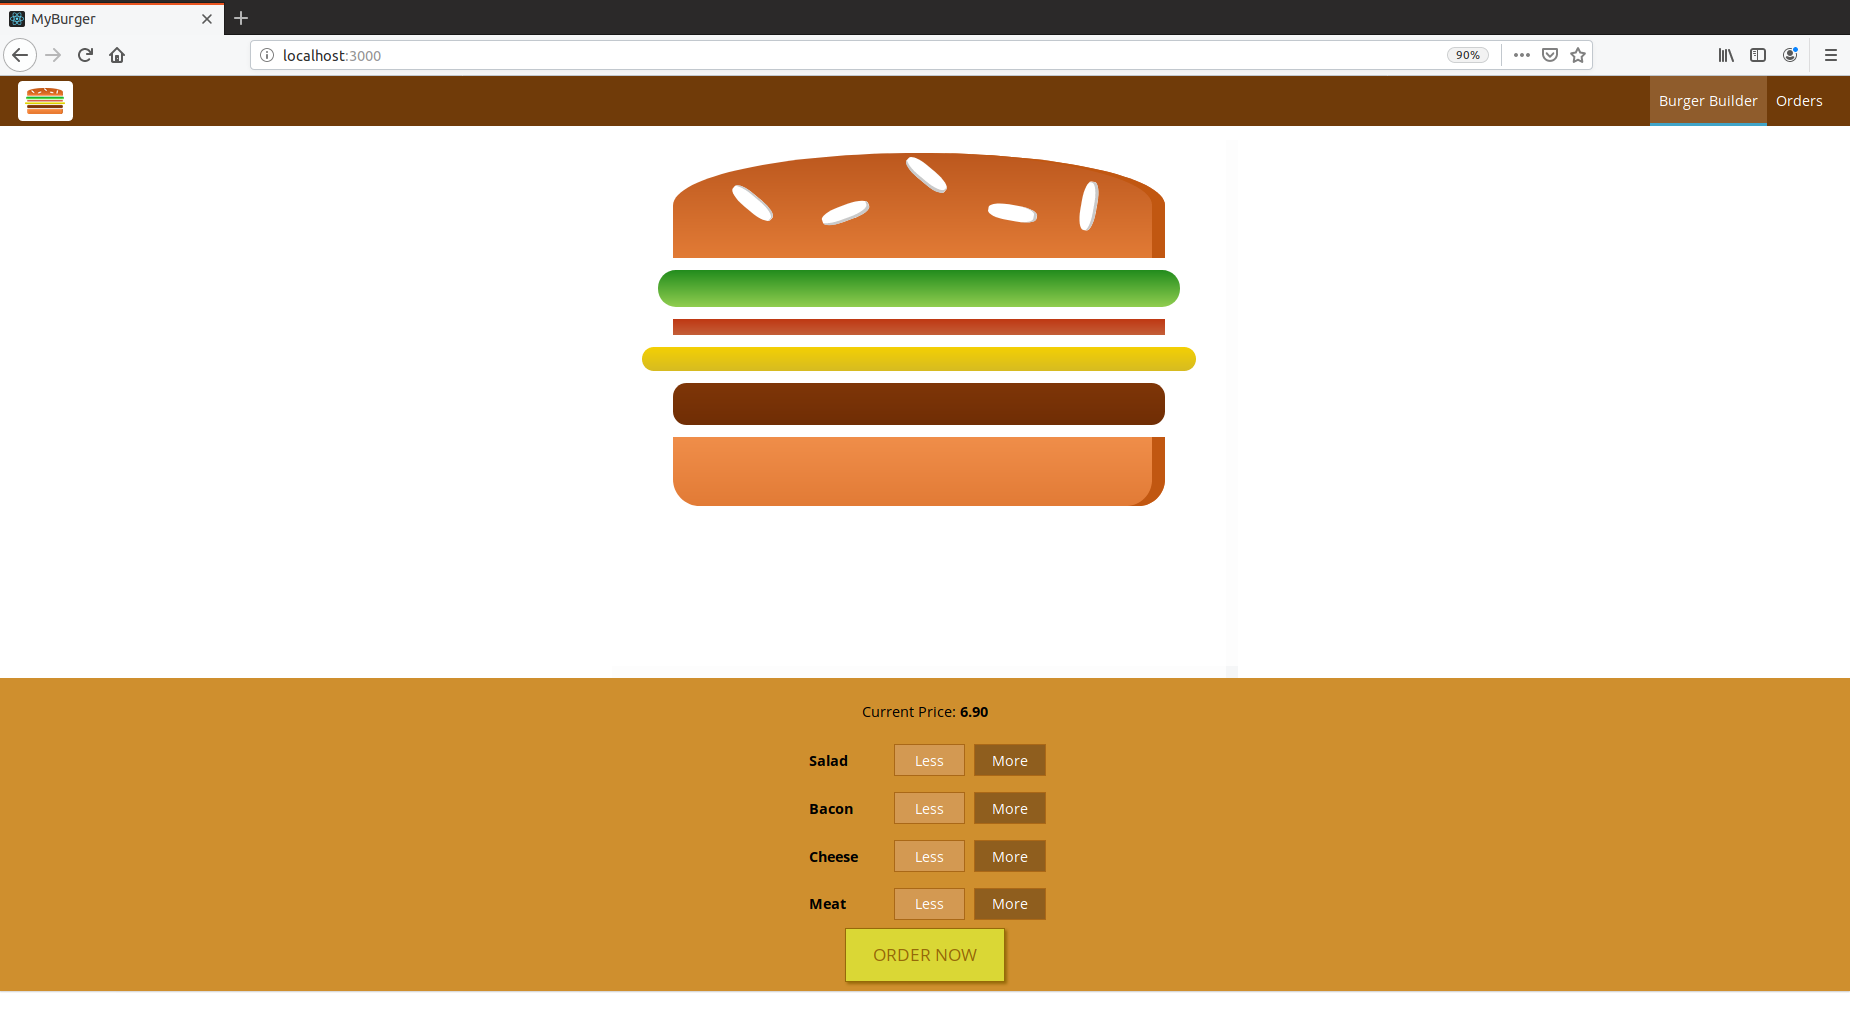 MyBurger
localhost:3000
90%
Burger Builder Orders
Current Price: 6.90
Salad Less More
Bacon Less More
Cheese Less More
Meat Less More
ORDER NOW